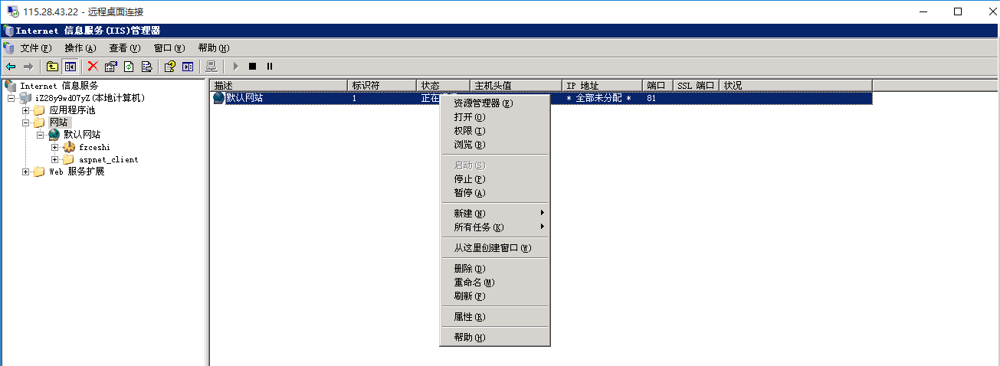 115.28.43.22 - 远程桌面连接
Internet 信息服务(IIS)管理器
文件(F) 操作(A) 查看(V) 窗口(W) 帮助(H)
Internet 信息服务
iZ28y9wd07yZ(本地计算机)
应用程序池
网站
默认网站
fzceshi
aspnet_client
Web 服务扩展
描述 标识符 状态 主机头值 IP 地址 端口 SSL 端口 状况
默认网站 1 正在 * 全部未分配 * 81
资源管理器(E)
打开(O)
权限(I)
浏览(B)
启动(S)
停止(P)
暂停(A)
新建(N)
所有任务(K)
从这里创建窗口(W)
删除(D)
重命名(M)
刷新(F)
属性(R)
帮助(H)